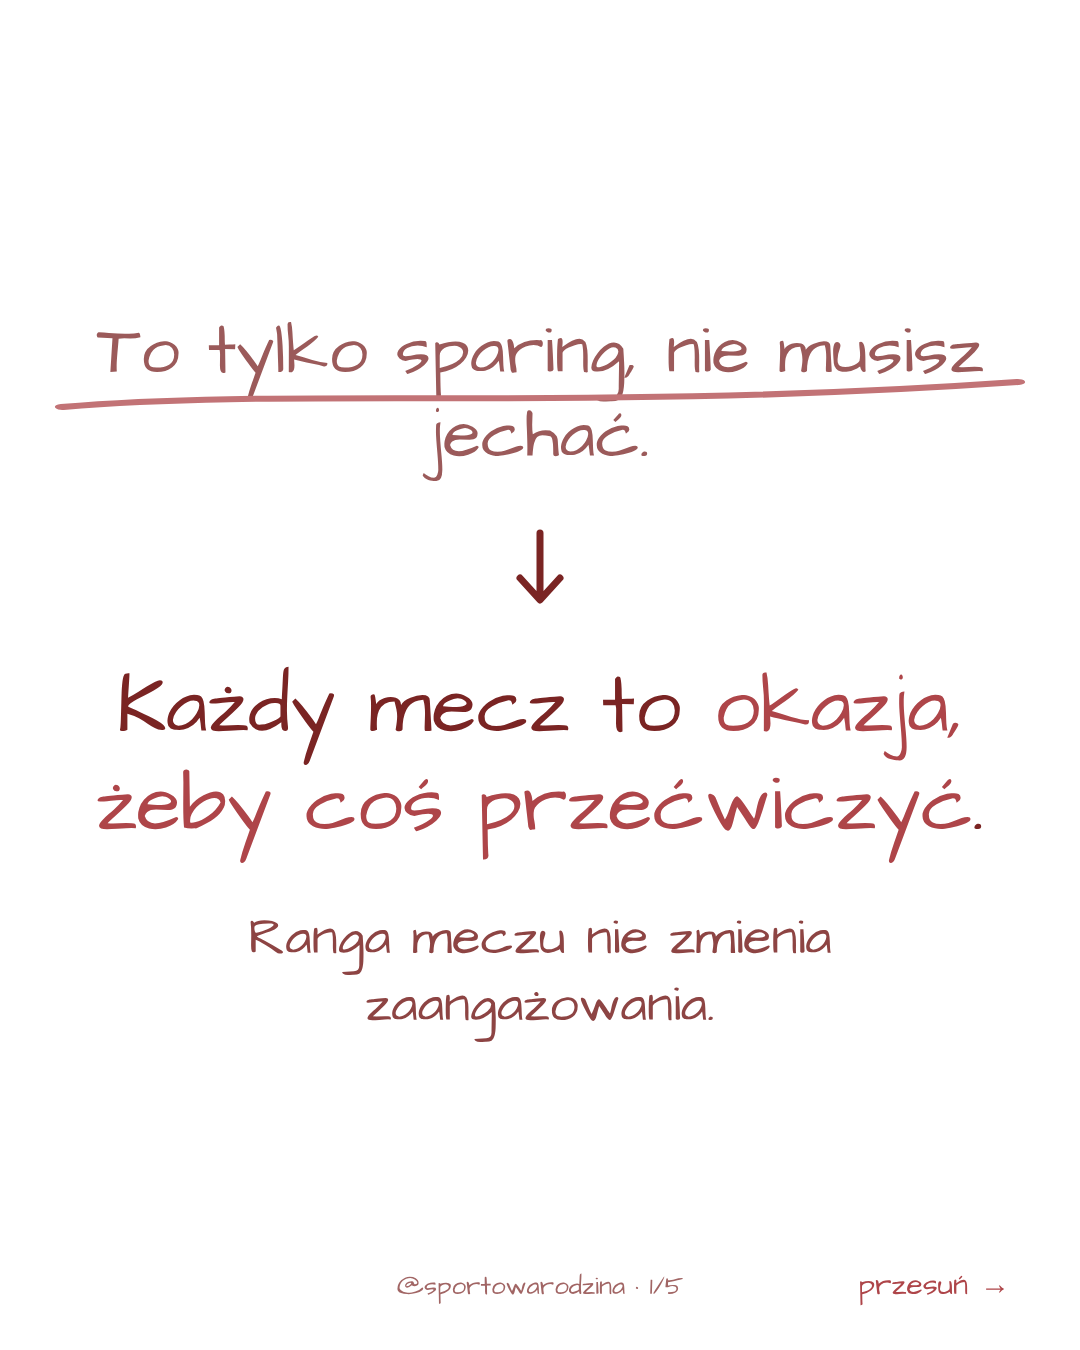 To tylko sparing, nie musisz
jechać.
↓
Każdy mecz to okazja,
żeby coś przećwiczyć.
Ranga meczu nie zmienia
zaangażowania.
@sportowarodzina · 1/5
przesuń →